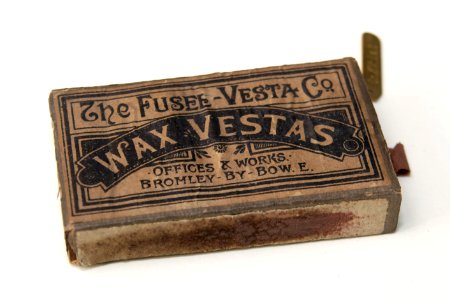 The FUSEE-VESTA Co
WAX VESTAS
OFFICES & WORKS.
BROMLEY-BY-BOW. E.